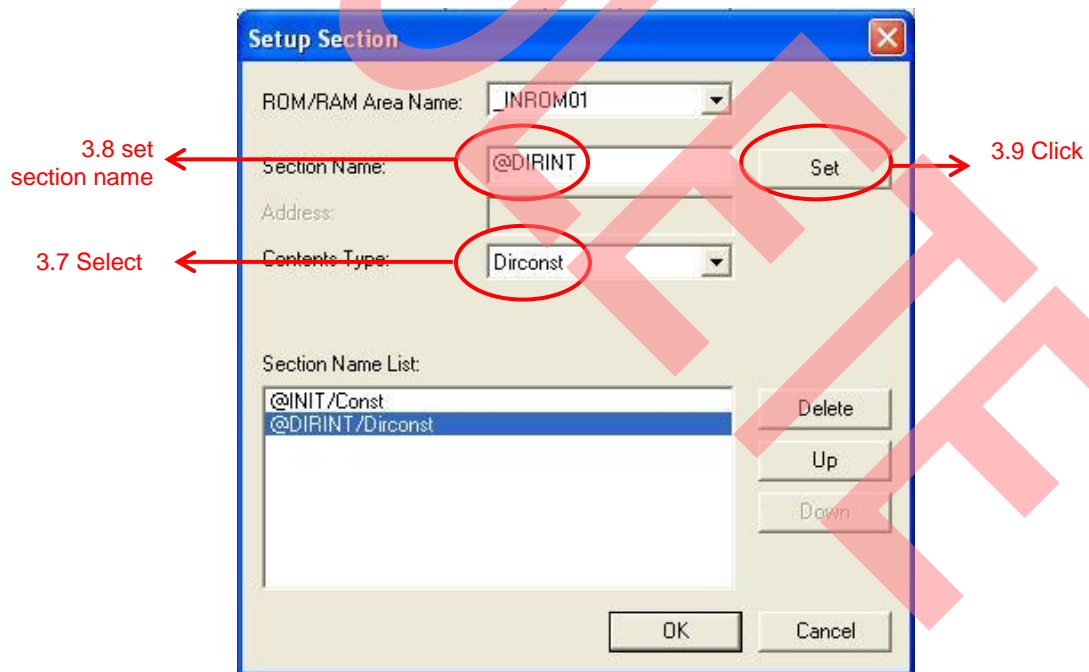 Setup Section
ROM/RAM Area Name: _INROM01
3.8 set
section name
Section Name: @DIRINT Set
3.9 Click
Address:
3.7 Select
Contents Type: Dirconst
Section Name List:
@INIT/Const
@DIRINT/Dirconst
Delete
Up
Down
OK Cancel